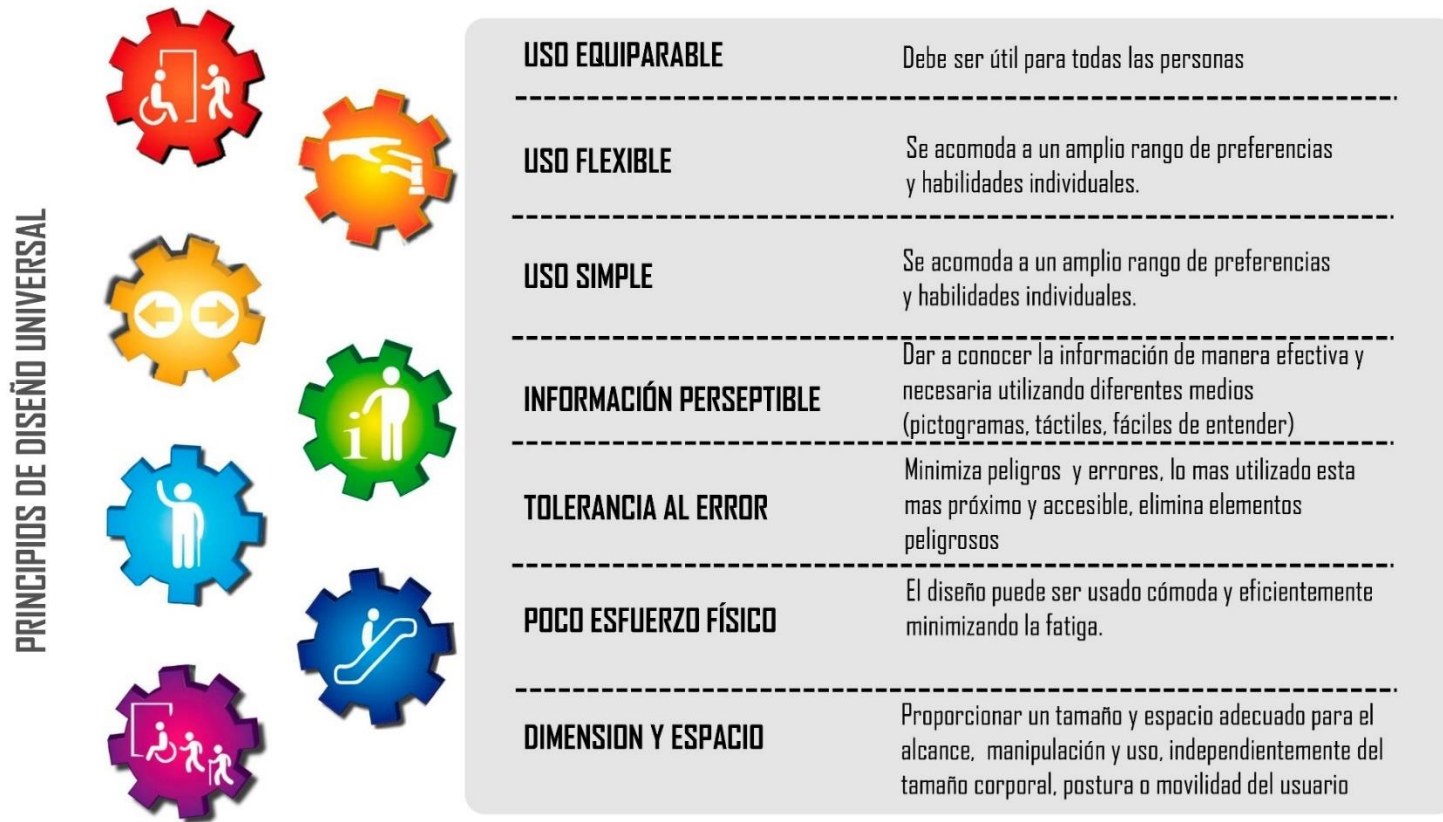 PRINCIPIOS DE DISEÑO UNIVERSAL
USO EQUIPARABLE
Debe ser útil para todas las personas
USO FLEXIBLE
Se acomoda a un amplio rango de preferencias
y habilidades individuales.
USO SIMPLE
Se acomoda a un amplio rango de preferencias
y habilidades individuales.
INFORMACIÓN PERSEPTIBLE
Dar a conocer la información de manera efectiva y
necesaria utilizando diferentes medios
(pictogramas, táctiles, fáciles de entender)
TOLERANCIA AL ERROR
Minimiza peligros y errores, lo mas utilizado esta
mas próximo y accesible, elimina elementos
peligrosos
POCO ESFUERZO FÍSICO
El diseño puede ser usado cómoda y eficientemente
minimizando la fatiga.
DIMENSION Y ESPACIO
Proporcionar un tamaño y espacio adecuado para el
alcance, manipulación y uso, independientemente del
tamaño corporal, postura o movilidad del usuario
i